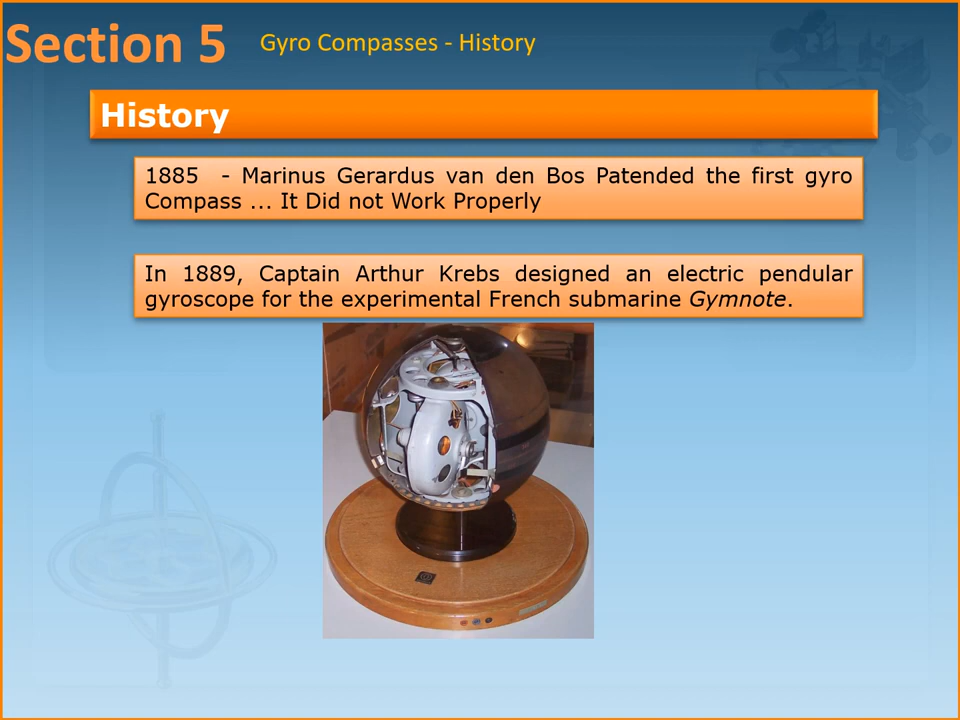 Section 5
Gyro Compasses - History
History
1885 - Marinus Gerardus van den Bos Patended the first gyro
Compass ... It Did not Work Properly
In 1889, Captain Arthur Krebs designed an electric pendular
gyroscope for the experimental French submarine Gymnote.